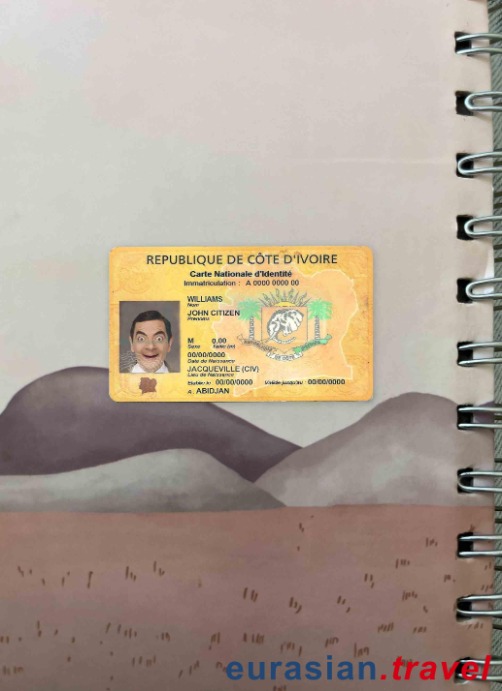 REPUBLIQUE DE CÔTE D'IVOIRE
Carte Nationale d'Identité
Immatriculation : A 0000 0000 00
WILLIAMS
Nom
JOHN CITIZEN
Prénoms
M 0.00
Sexe Taille (m)
00/00/0000
Date de Naissance
JACQUEVILLE (CIV)
Lieu de Naissance
Etablie le 00/00/0000 Valide jusqu'au : 00/00/0000
A : ABIDJAN
eurasian.travel